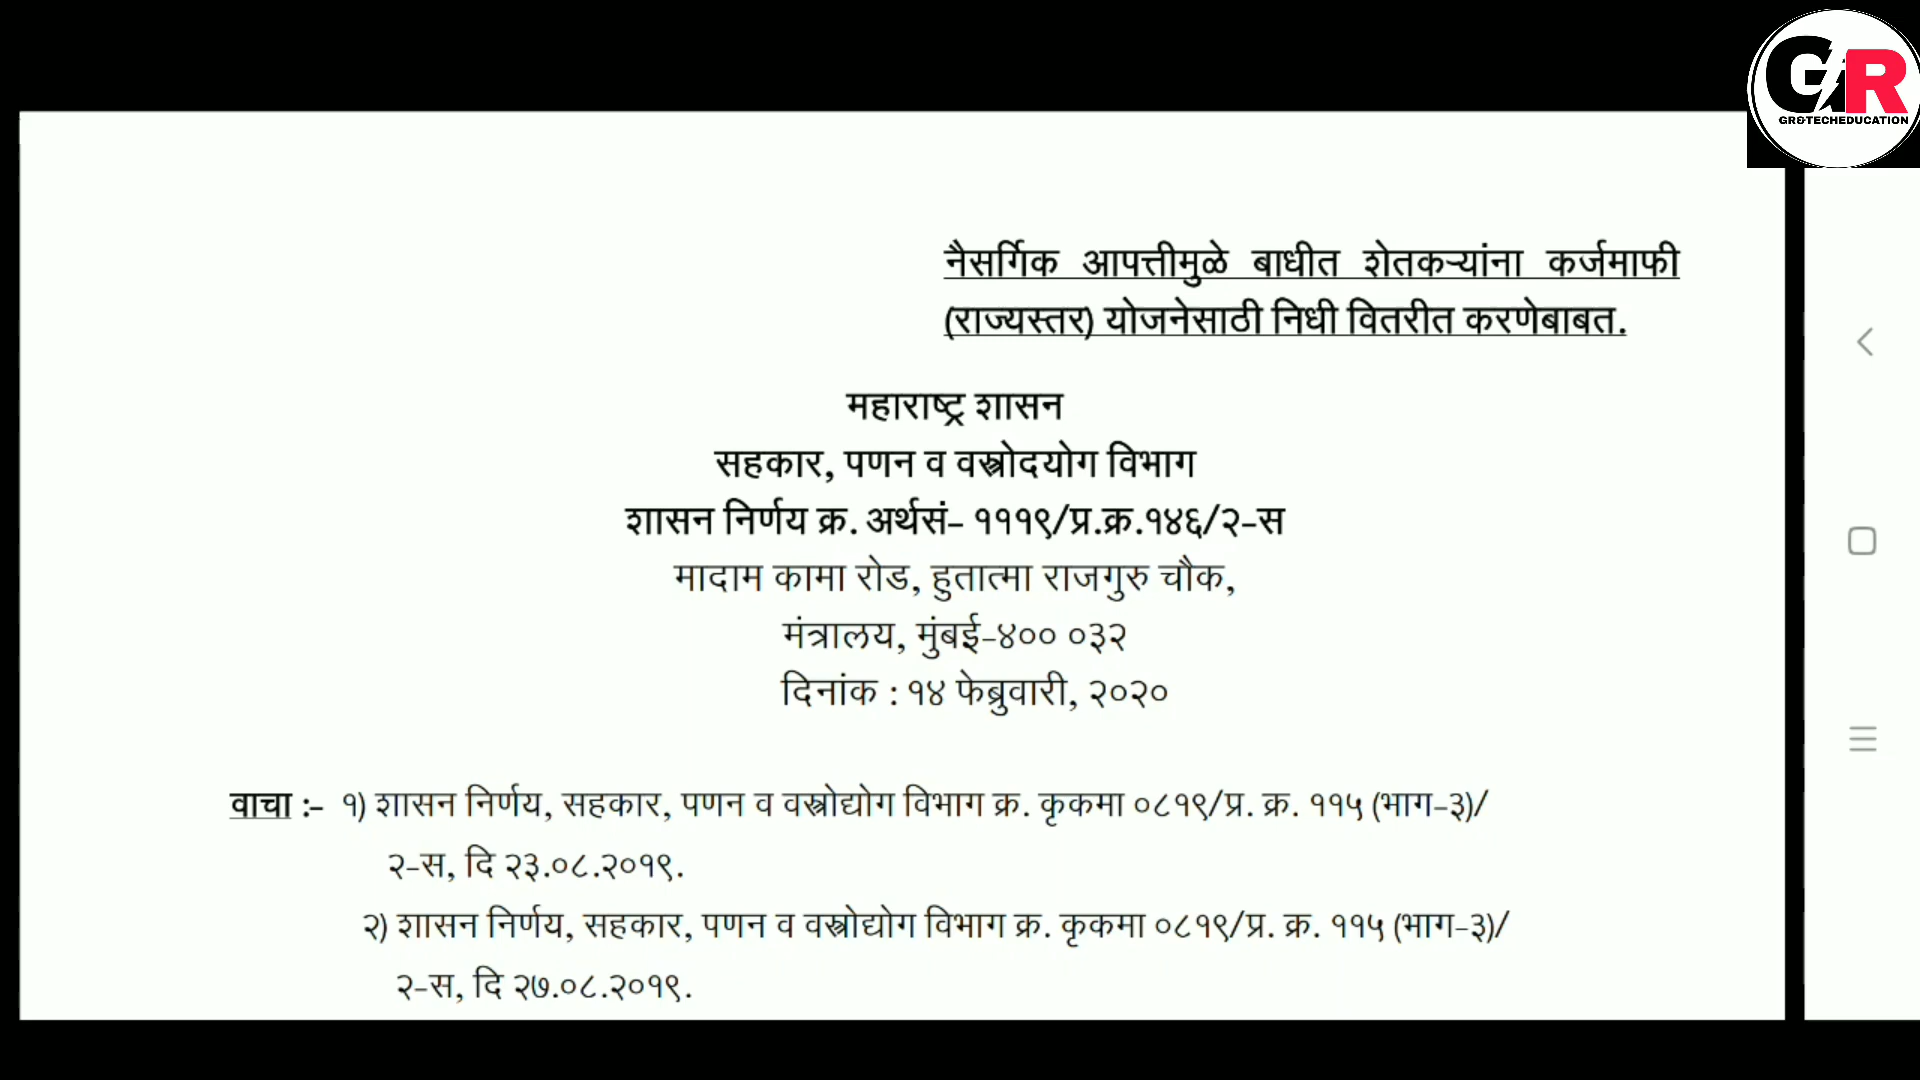 GR
GR&TECHEDUCATION
नैसर्गिक आपत्तीमुळे बाधीत शेतकऱ्यांना कर्जमाफी
(राज्यस्तर) योजनेसाठी निधी वितरीत करणेबाबत.
महाराष्ट्र शासन
सहकार, पणन व वस्त्रोदयोग विभाग
शासन निर्णय क्र. अर्थसं- १११९/प्र.क्र.१४६/२-स
मादाम कामा रोड, हुतात्मा राजगुरु चौक,
मंत्रालय, मुंबई-४०० ०३२
दिनांक : १४ फेब्रुवारी, २०२०
वाचा :- १) शासन निर्णय, सहकार, पणन व वस्त्रोद्योग विभाग क्र. कृकमा ०८१९/प्र. क्र. ११५ (भाग-३)/
२-स, दि २३.०८.२०१९.
२) शासन निर्णय, सहकार, पणन व वस्त्रोद्योग विभाग क्र. कृकमा ०८१९/प्र. क्र. ११५ (भाग-३)/
२-स, दि २७.०८.२०१९.